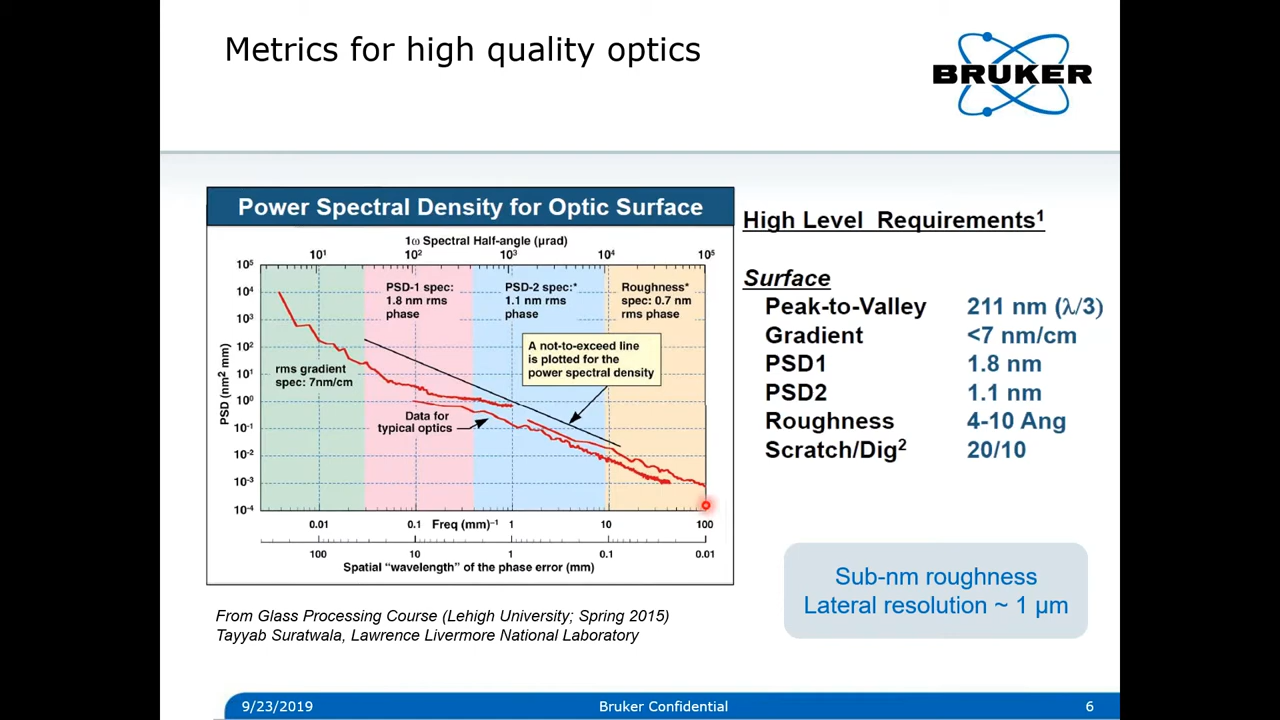 Metrics for high quality optics
BRUKER
Power Spectral Density for Optic Surface
1ω Spectral Half-angle (μrad)
10¹ 10² 10³ 10⁴ 10⁵
10⁵
10⁴
10³
10²
10¹
10⁰
10⁻¹
10⁻²
10⁻³
10⁻⁴
PSD (nm² mm)
rms gradient
spec: 7nm/cm
PSD-1 spec:
1.8 nm rms
phase
PSD-2 spec:*
1.1 nm rms
phase
Roughness*
spec: 0.7 nm
rms phase
A not-to-exceed line
is plotted for the
power spectral density
Data for
typical optics
0.01 0.1 Freq (mm)⁻¹ 1 10 100
100 10 1 0.1 0.01
Spatial “wavelength” of the phase error (mm)
From Glass Processing Course (Lehigh University; Spring 2015)
Tayyab Suratwala, Lawrence Livermore National Laboratory
High Level Requirements¹
Surface
Peak-to-Valley 211 nm (λ/3)
Gradient <7 nm/cm
PSD1 1.8 nm
PSD2 1.1 nm
Roughness 4-10 Ang
Scratch/Dig² 20/10
Sub-nm roughness
Lateral resolution ~ 1 µm
9/23/2019 Bruker Confidential 6